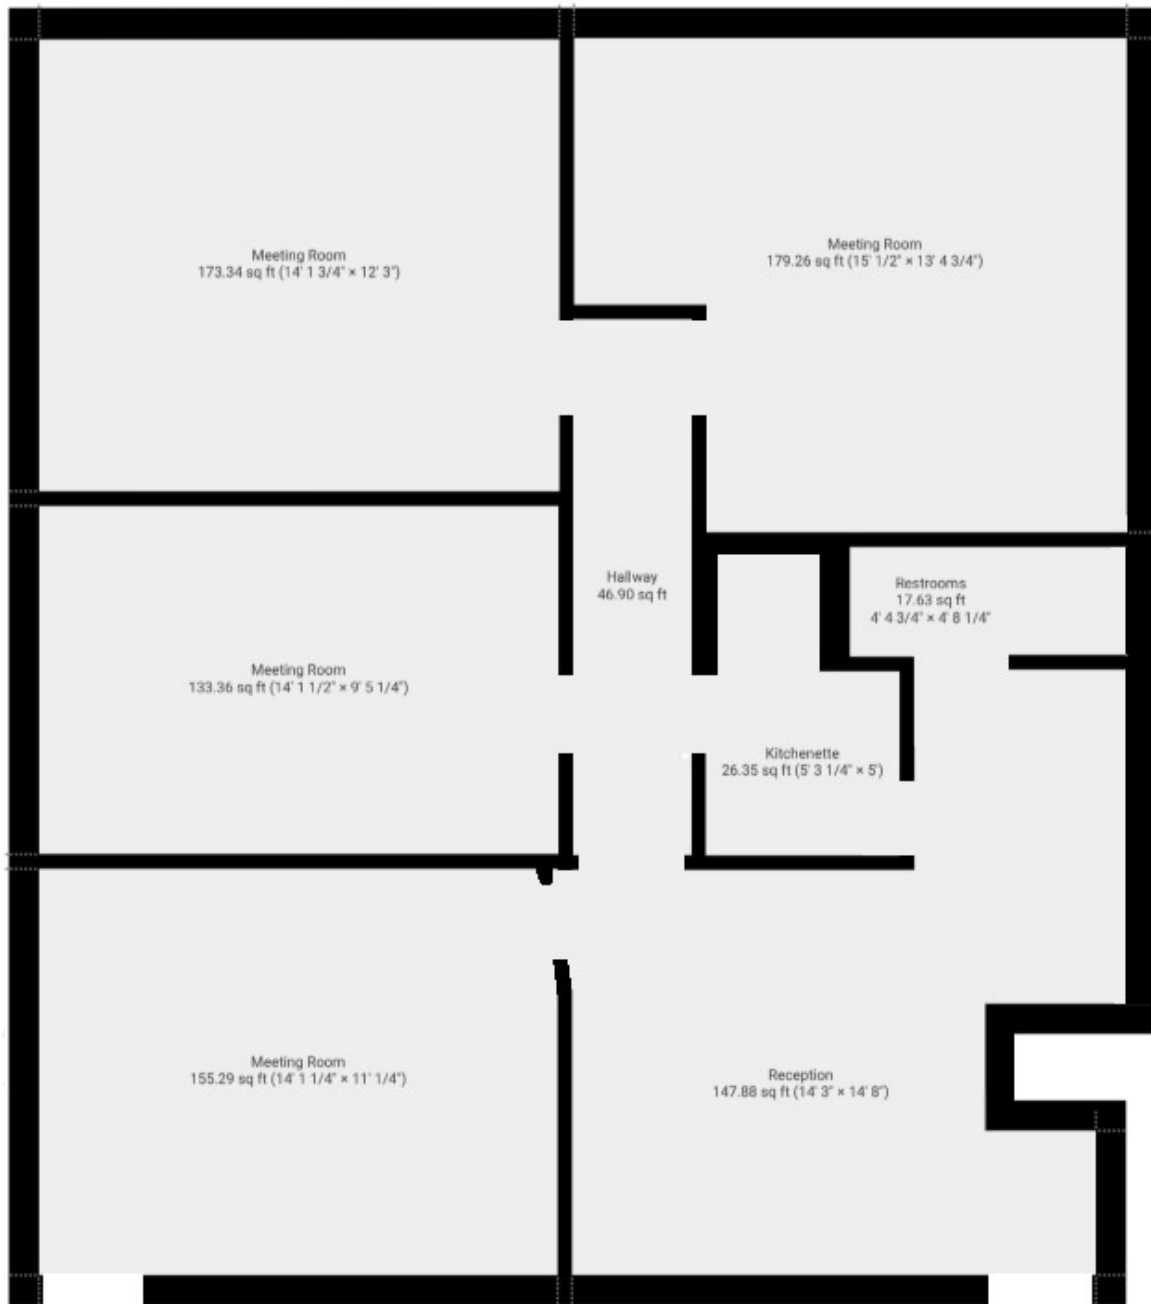 Meeting Room
173.34 sq ft (14' 1 3/4" × 12' 3")
Meeting Room
179.26 sq ft (15' 1/2" × 13' 4 3/4")
Hallway
46.90 sq ft
Restrooms
17.63 sq ft
4' 4 3/4" × 4' 8 1/4"
Meeting Room
133.36 sq ft (14' 1 1/2" × 9' 5 1/4")
Kitchenette
26.35 sq ft (5' 3 1/4" × 5')
Meeting Room
155.29 sq ft (14' 1 1/4" × 11' 1/4")
Reception
147.88 sq ft (14' 3" × 14' 8")